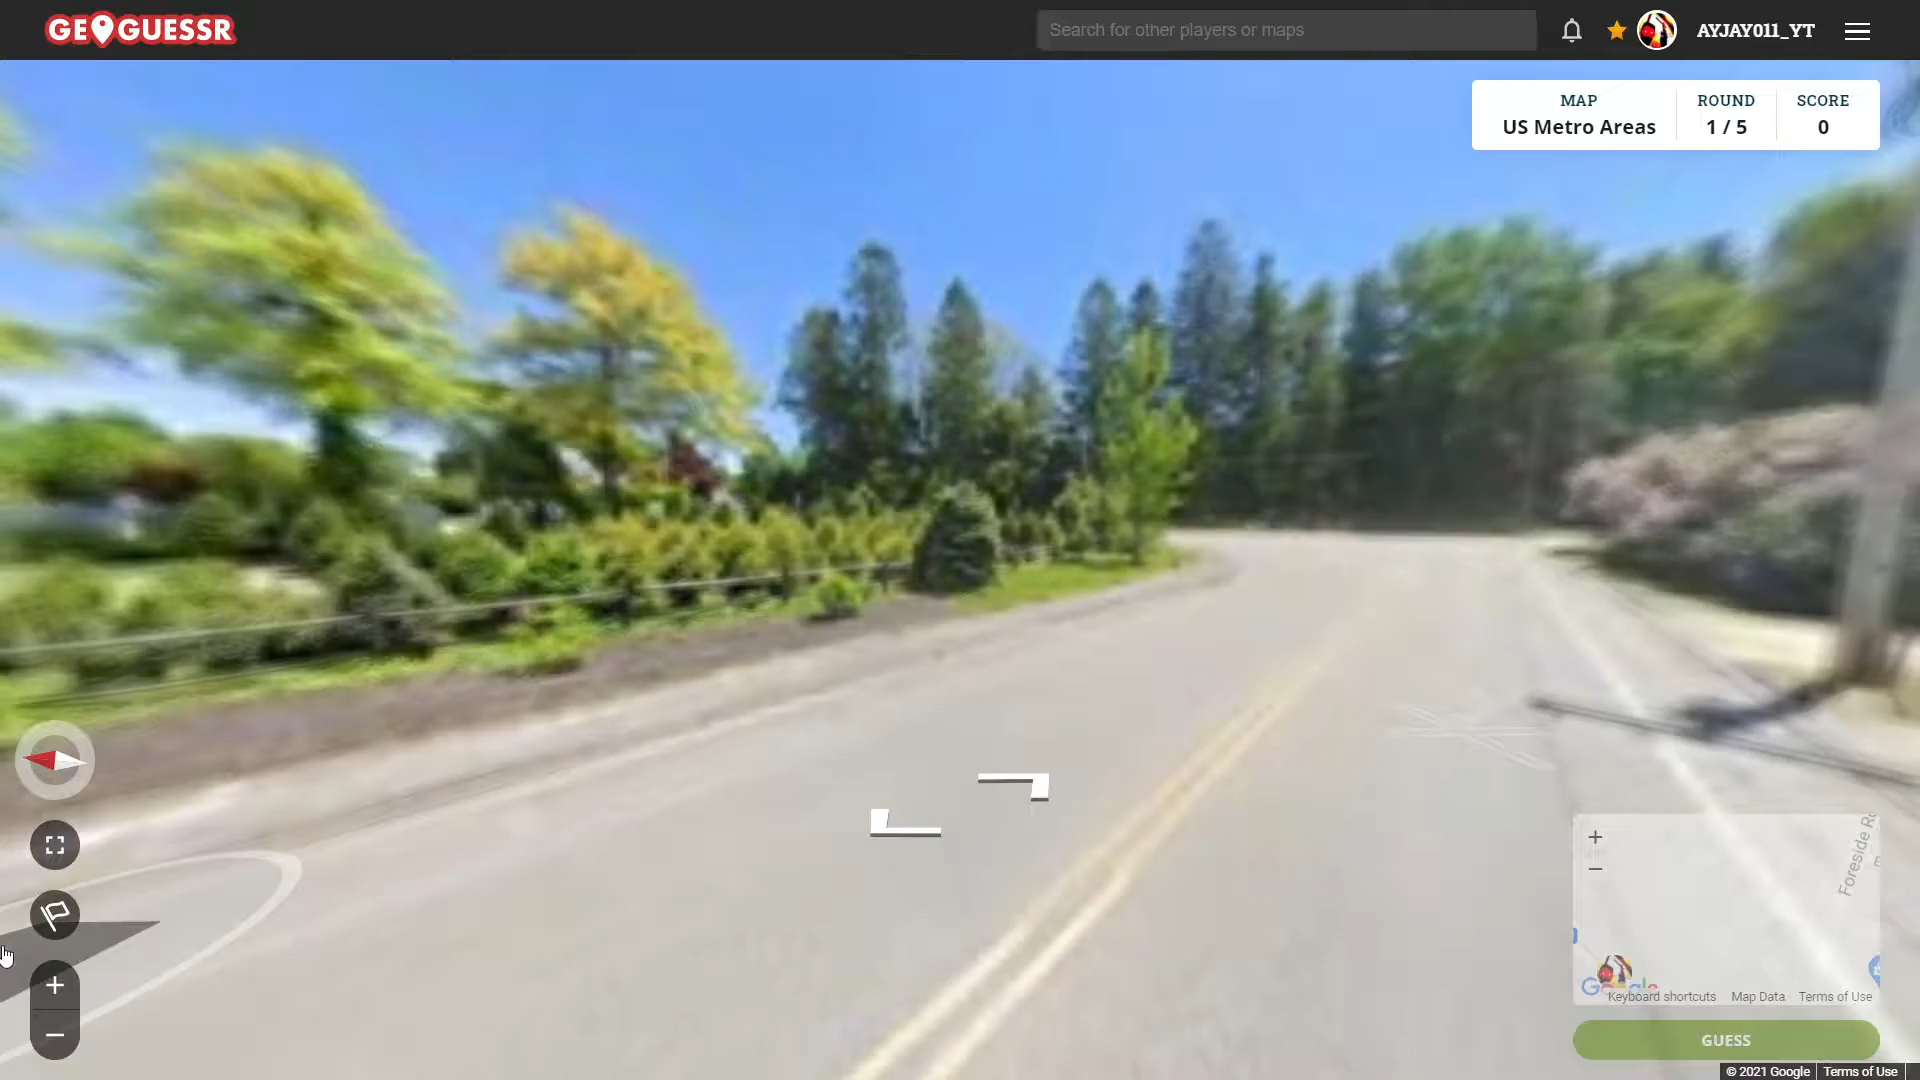 GEOGUESSR
Search for other players or maps
AYJAY011_YT
MAP
US Metro Areas
ROUND
1 / 5
SCORE
0
Foreside
+
−
Google
Keyboard shortcuts
Map Data
Terms of Use
GUESS
+
−
© 2021 Google
Terms of Use